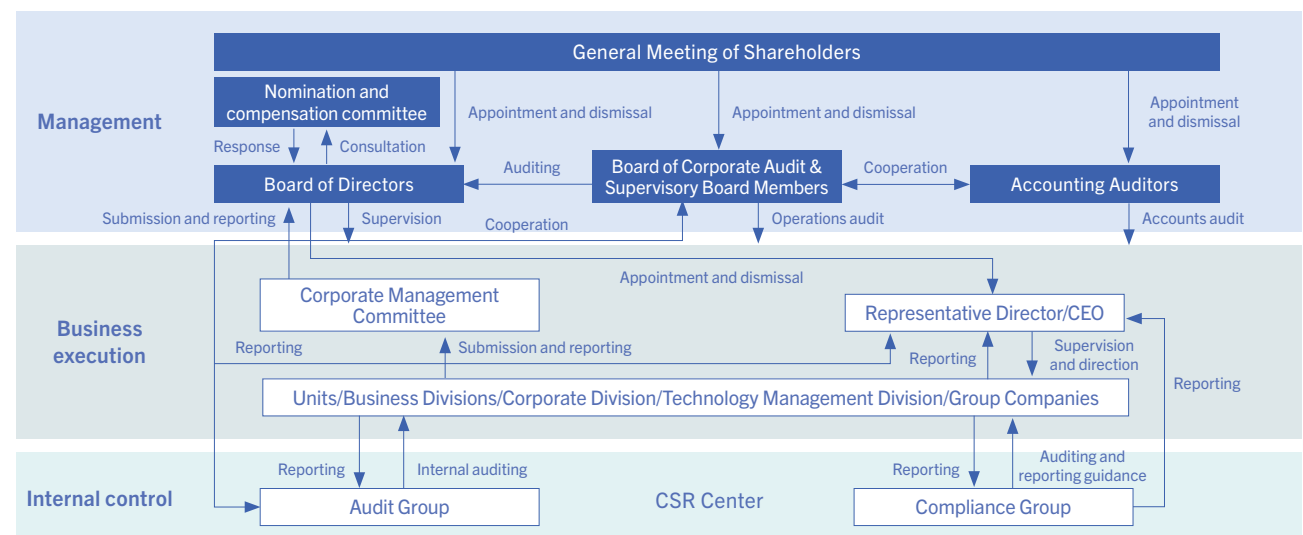 General Meeting of Shareholders
Nomination and
compensation committee
Management
Appointment and dismissal
Appointment and dismissal
Appointment
and dismissal
Response
Consultation
Board of Directors
Auditing
Board of Corporate Audit &
Supervisory Board Members
Cooperation
Accounting Auditors
Submission and reporting
Supervision
Cooperation
Operations audit
Accounts audit
Appointment and dismissal
Corporate Management
Committee
Representative Director/CEO
Business
execution
Reporting
Submission and reporting
Reporting
Supervision
and direction
Reporting
Units/Business Divisions/Corporate Division/Technology Management Division/Group Companies
Reporting
Internal auditing
Reporting
Auditing and
reporting guidance
Internal control
Audit Group
CSR Center
Compliance Group